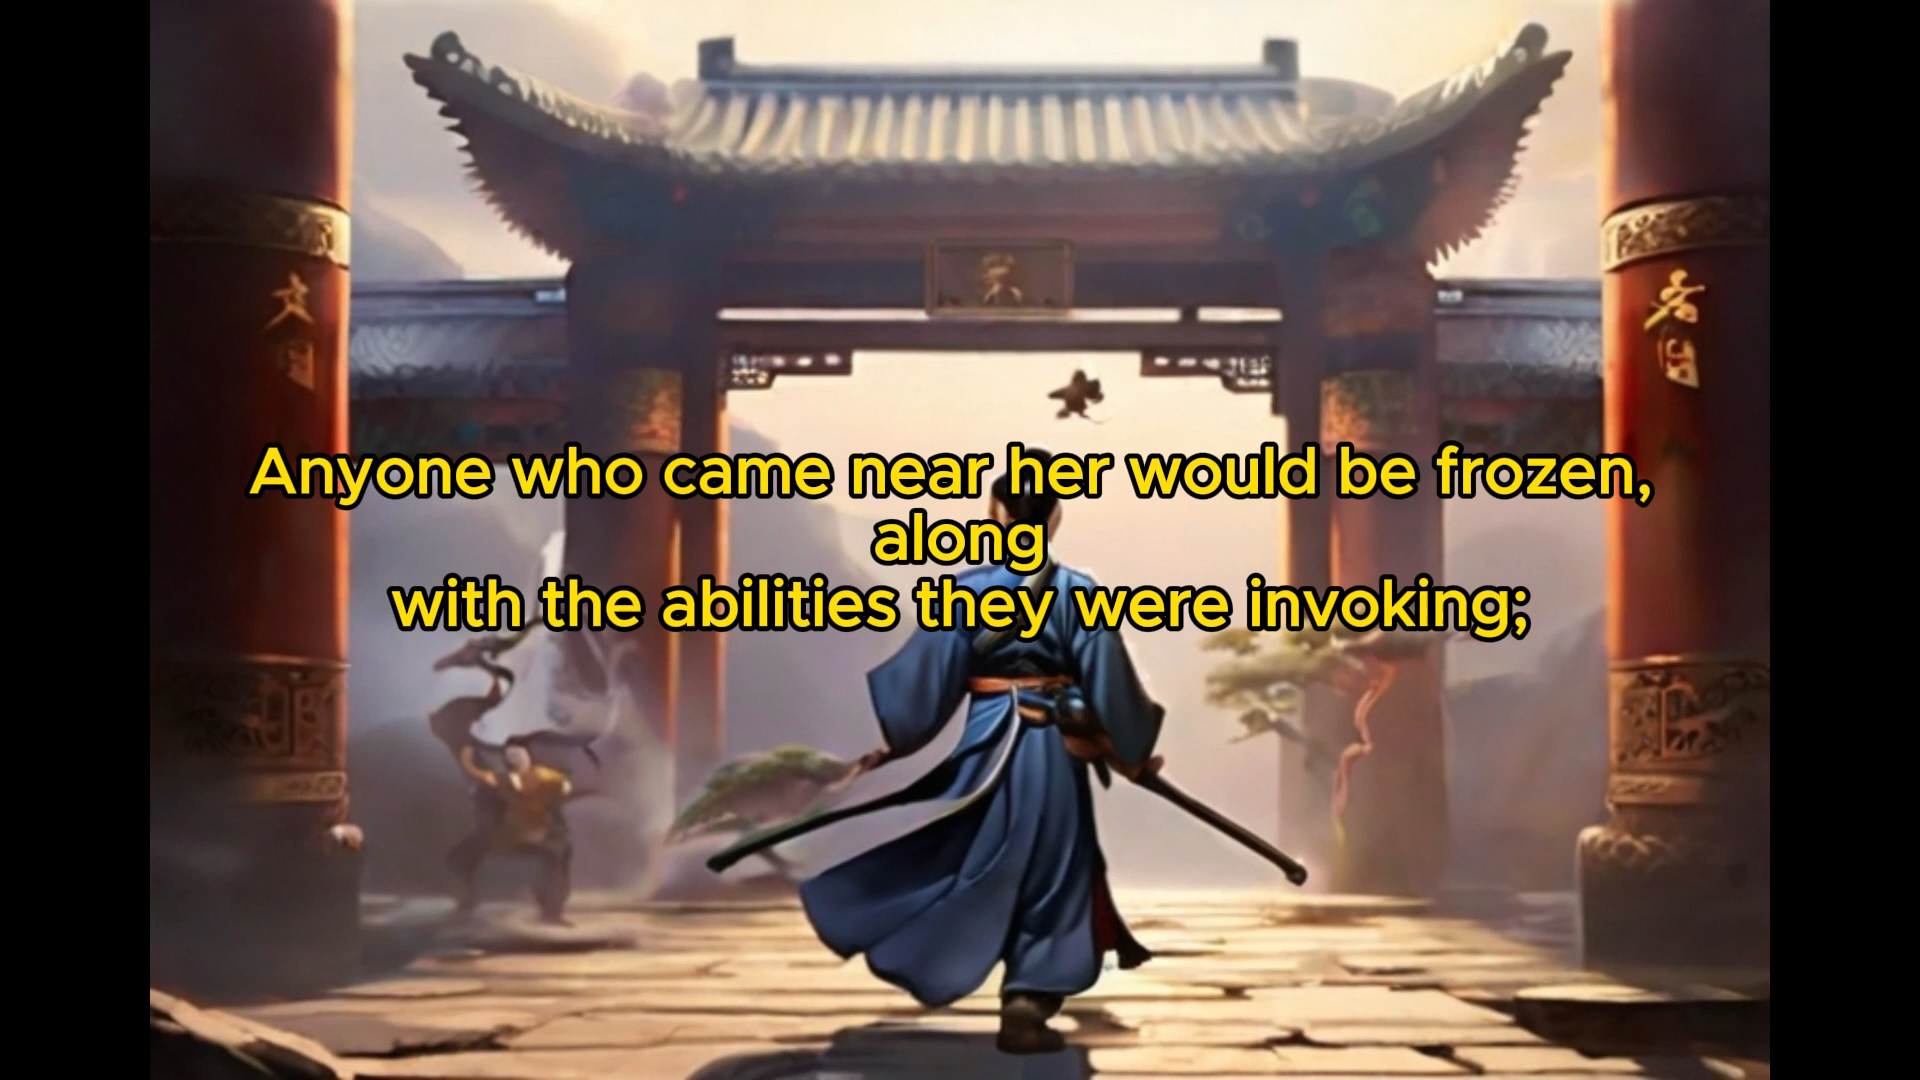 Anyone who came near her would be frozen,
along
with the abilities they were invoking;